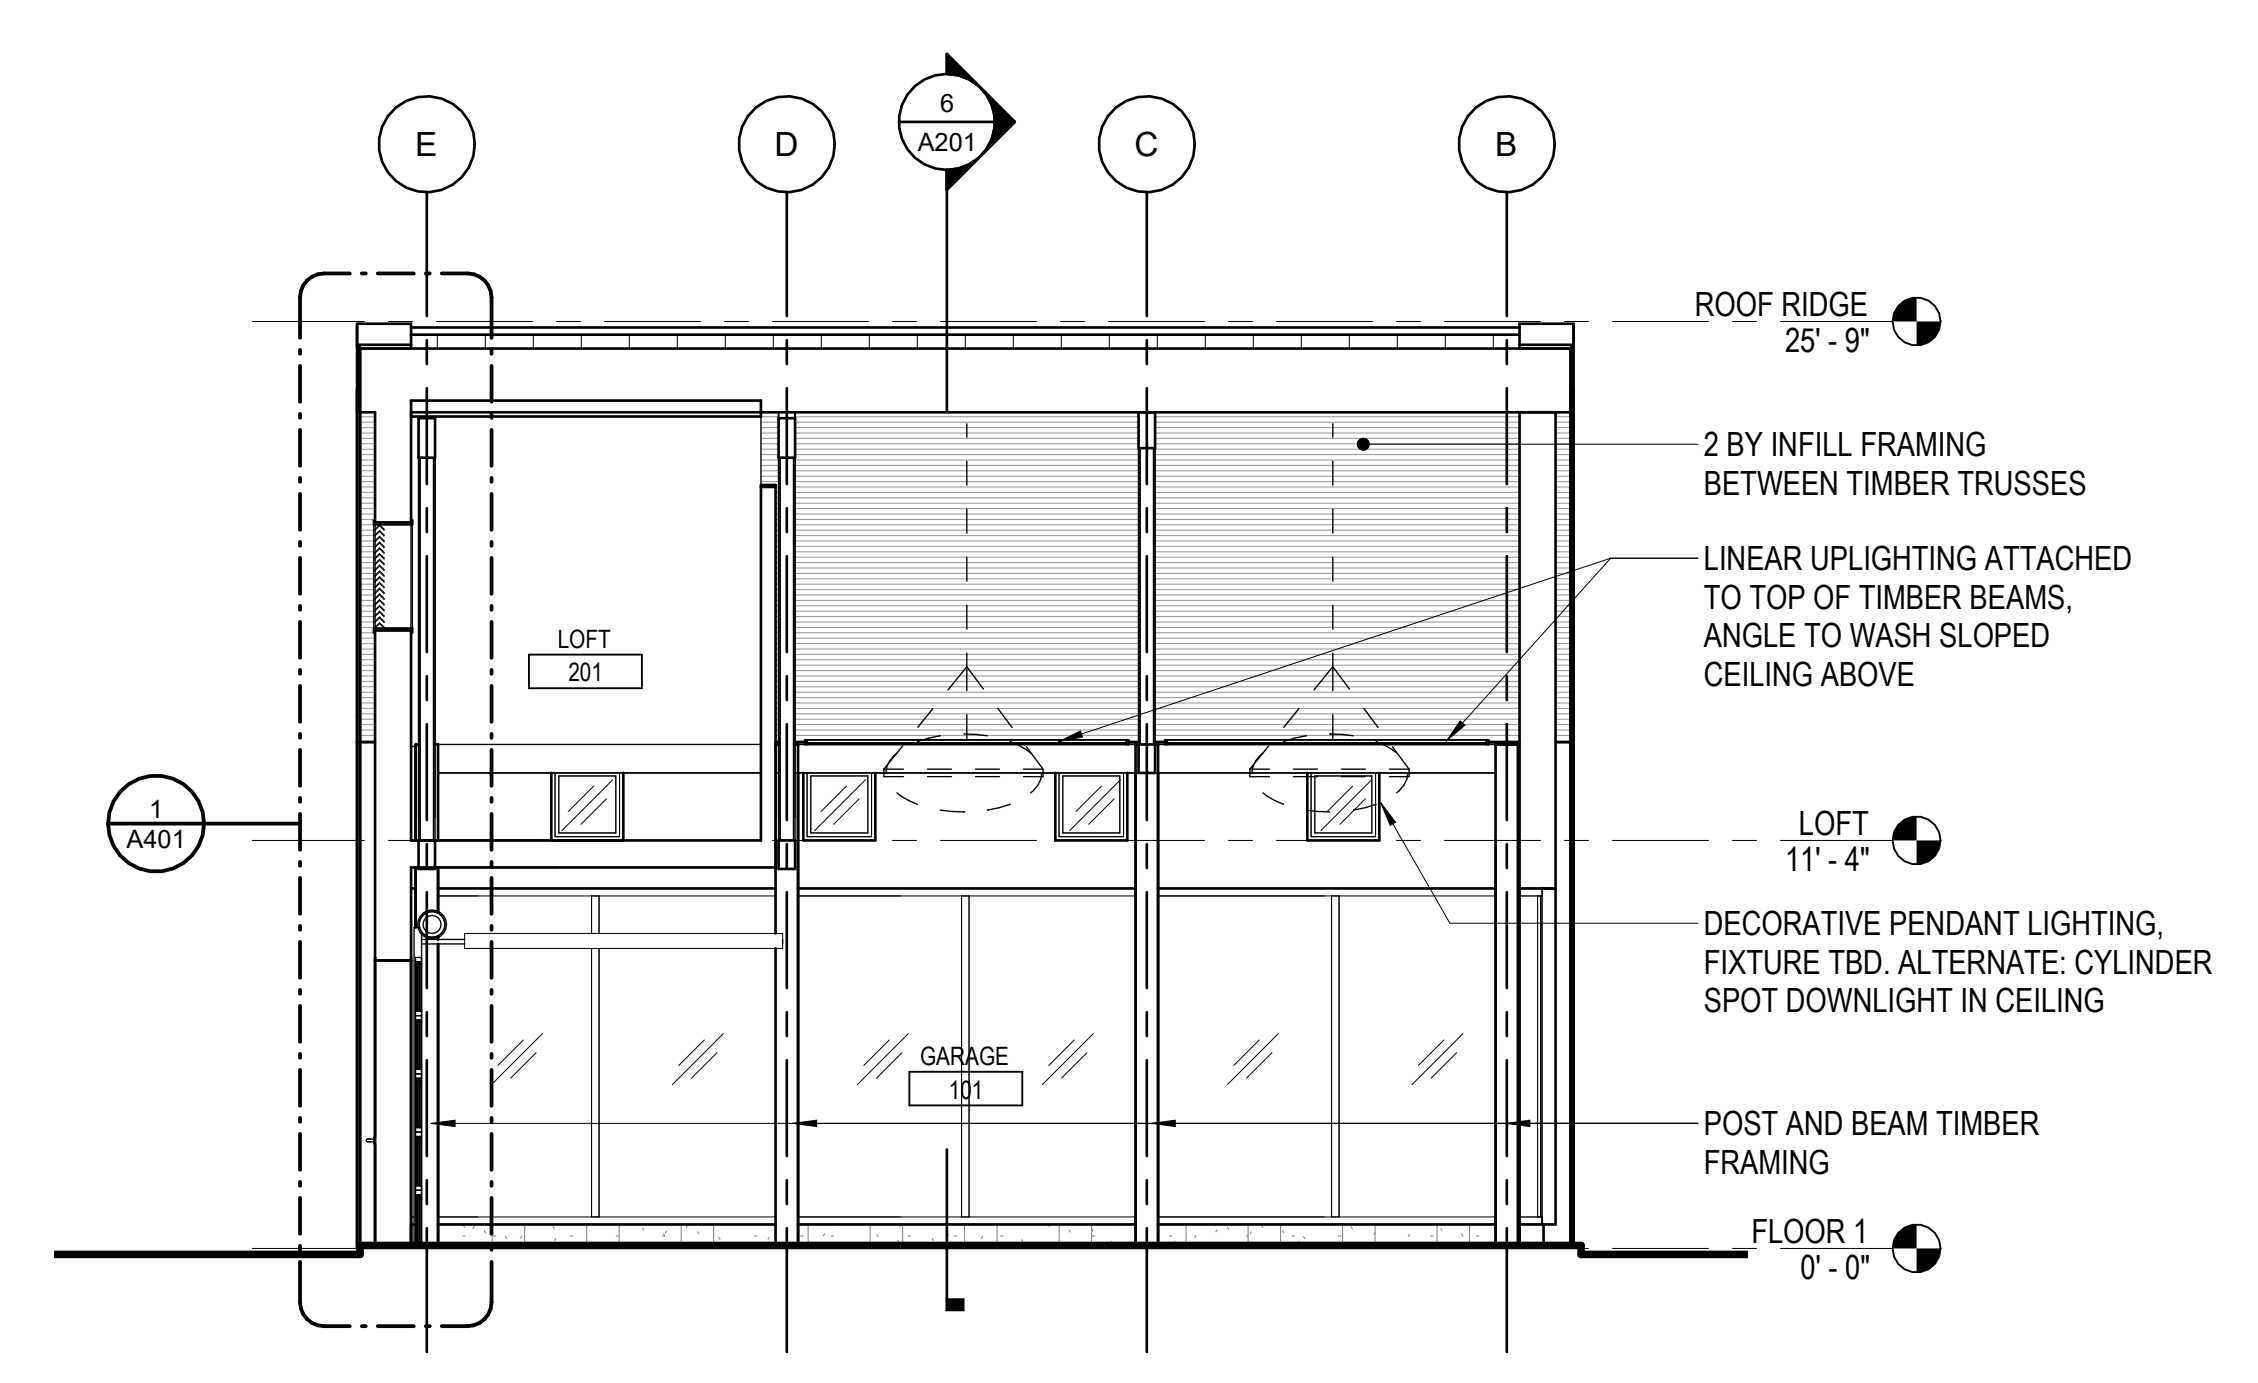 6
A201
E
D
C
B
ROOF RIDGE
25' - 9"
2 BY INFILL FRAMING
BETWEEN TIMBER TRUSSES
LINEAR UPLIGHTING ATTACHED
TO TOP OF TIMBER BEAMS,
ANGLE TO WASH SLOPED
CEILING ABOVE
LOFT
201
1
A401
LOFT
11' - 4"
DECORATIVE PENDANT LIGHTING,
FIXTURE TBD. ALTERNATE: CYLINDER
SPOT DOWNLIGHT IN CEILING
GARAGE
101
POST AND BEAM TIMBER
FRAMING
FLOOR 1
0' - 0"